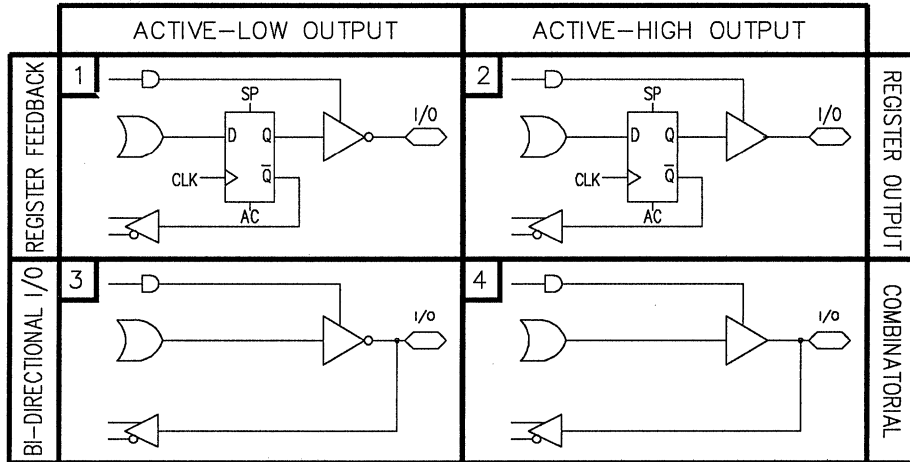 ACTIVE-LOW OUTPUT
ACTIVE-HIGH OUTPUT
REGISTER FEEDBACK
1
SP
I/O
D Q
CLK
Q̅
AC
2
SP
I/O
D Q
CLK
Q̅
AC
REGISTER OUTPUT
BI-DIRECTIONAL I/O
3
I/O
4
I/O
COMBINATORIAL